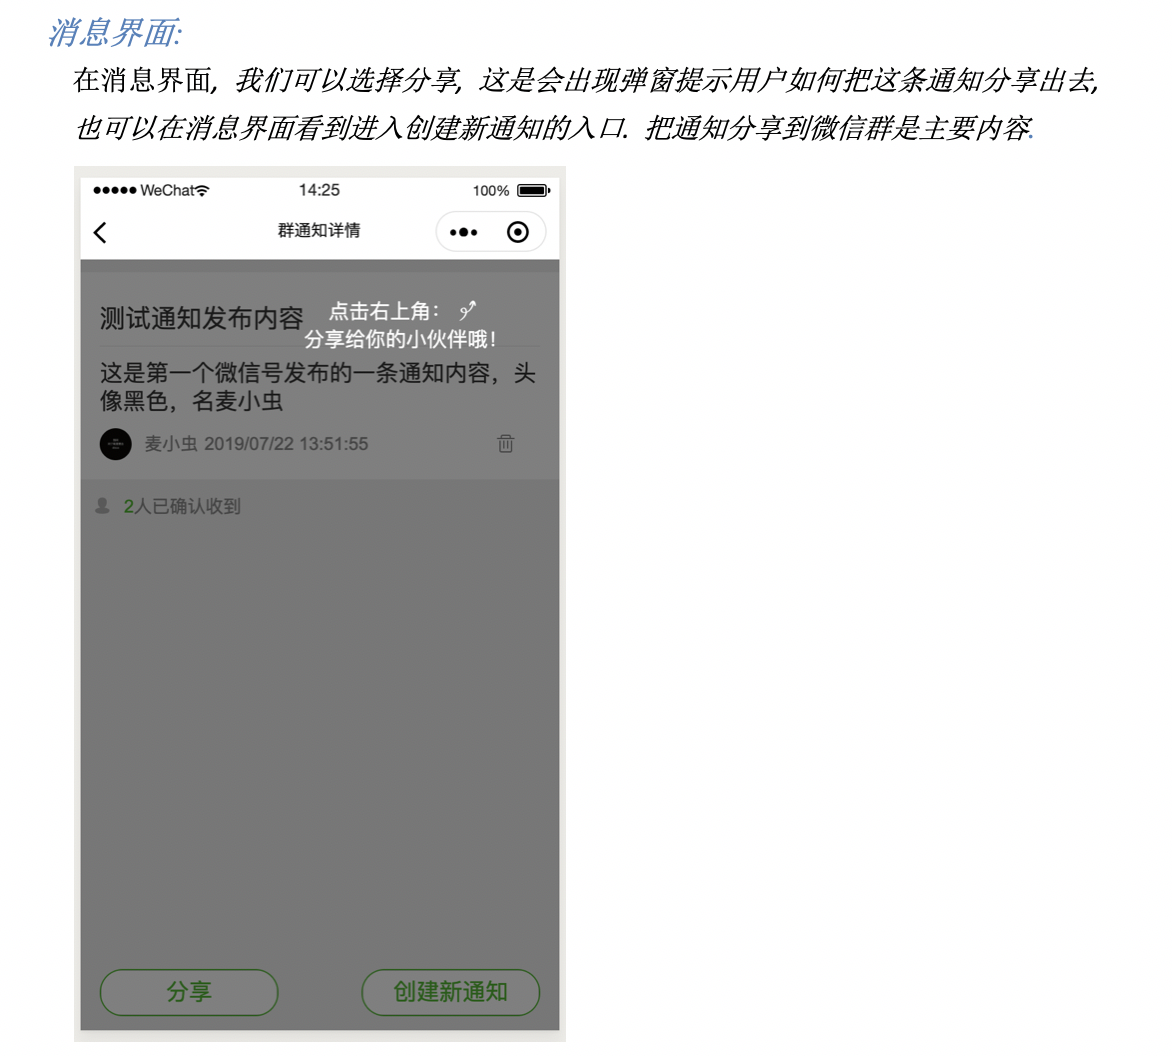 消息界面:
在消息界面, 我们可以选择分享, 这是会出现弹窗提示用户如何把这条通知分享出去,
也可以在消息界面看到进入创建新通知的入口. 把通知分享到微信群是主要内容.
WeChat 14:25 100%
群通知详情
点击右上角：
测试通知发布内容
分享给你的小伙伴哦！
这是第一个微信号发布的一条通知内容，头
像黑色，名麦小虫
麦小虫 2019/07/22 13:51:55
2人已确认收到
分享 创建新通知